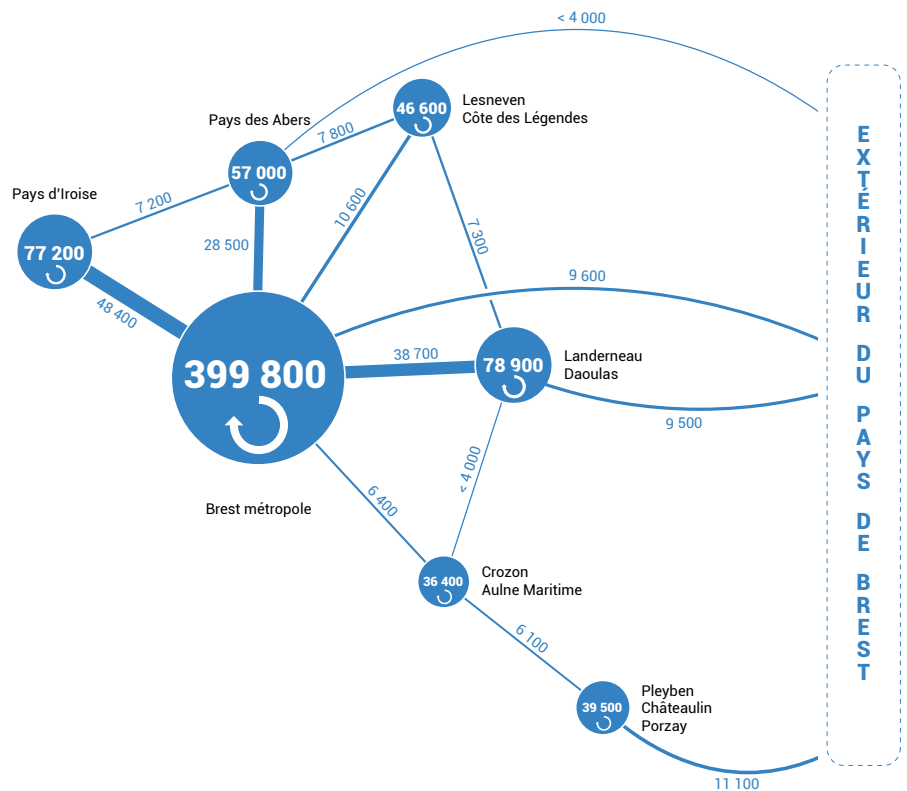 < 4 000
46 600
Lesneven
Côte des Légendes
Pays des Abers
7 800
57 000
Pays d'Iroise
7 200
10 600
77 200
28 500
7 300
48 400
9 600
399 800
38 700
78 900
Landerneau
Daoulas
9 500
< 4 000
6 400
Brest métropole
36 400
Crozon
Aulne Maritime
6 100
39 500
Pleyben
Châteaulin
Porzay
11 100
EXTÉRIEUR DU PAYS DE BREST